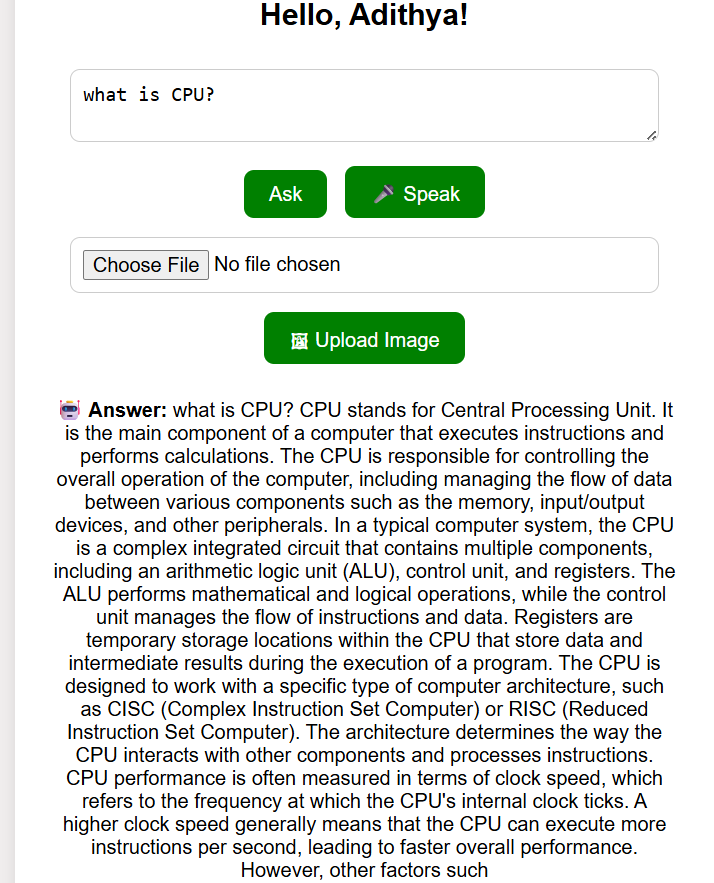 Hello, Adithya!
what is CPU?
Ask
Speak
Choose File No file chosen
Upload Image
Answer: what is CPU? CPU stands for Central Processing Unit. It
is the main component of a computer that executes instructions and
performs calculations. The CPU is responsible for controlling the
overall operation of the computer, including managing the flow of data
between various components such as the memory, input/output
devices, and other peripherals. In a typical computer system, the CPU
is a complex integrated circuit that contains multiple components,
including an arithmetic logic unit (ALU), control unit, and registers. The
ALU performs mathematical and logical operations, while the control
unit manages the flow of instructions and data. Registers are
temporary storage locations within the CPU that store data and
intermediate results during the execution of a program. The CPU is
designed to work with a specific type of computer architecture, such
as CISC (Complex Instruction Set Computer) or RISC (Reduced
Instruction Set Computer). The architecture determines the way the
CPU interacts with other components and processes instructions.
CPU performance is often measured in terms of clock speed, which
refers to the frequency at which the CPU's internal clock ticks. A
higher clock speed generally means that the CPU can execute more
instructions per second, leading to faster overall performance.
However, other factors such